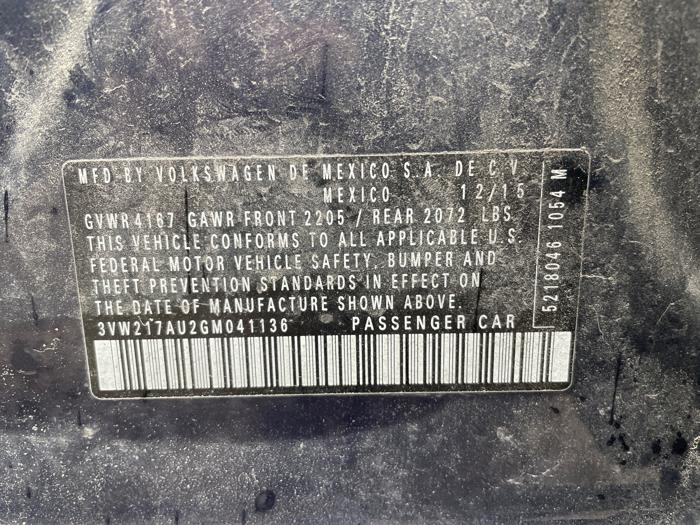 MFD BY VOLKSWAGEN DE MEXICO S.A. DE C.V.
MEXICO 12/15
GVWR 4167 GAWR FRONT 2205 / REAR 2072 LBS
THIS VEHICLE CONFORMS TO ALL APPLICABLE U.S.
FEDERAL MOTOR VEHICLE SAFETY, BUMPER AND
THEFT PREVENTION STANDARDS IN EFFECT ON
THE DATE OF MANUFACTURE SHOWN ABOVE.
3VW217AU2GM041136 PASSENGER CAR
5218046 1054 M